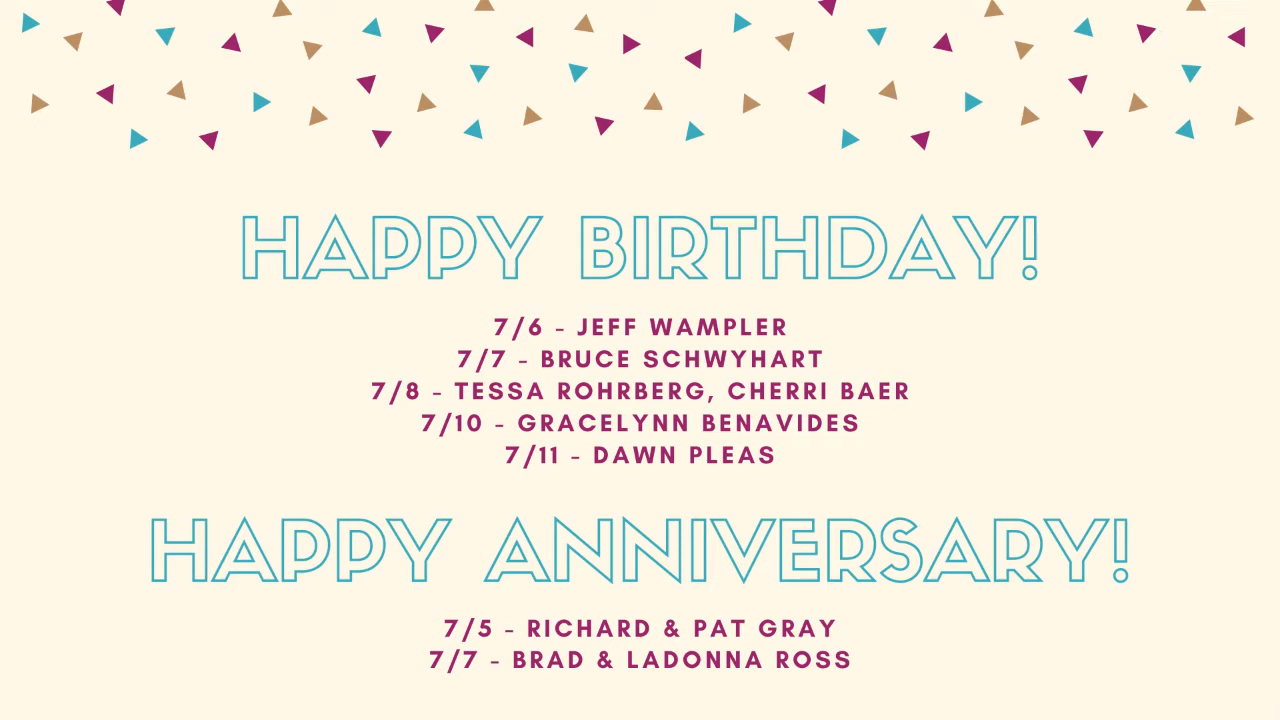 HAPPY BIRTHDAY!
7/6 - JEFF WAMPLER
7/7 - BRUCE SCHWYHART
7/8 - TESSA ROHRBERG, CHERRI BAER
7/10 - GRACELYNN BENAVIDES
7/11 - DAWN PLEAS
HAPPY ANNIVERSARY!
7/5 - RICHARD & PAT GRAY
7/7 - BRAD & LADONNA ROSS